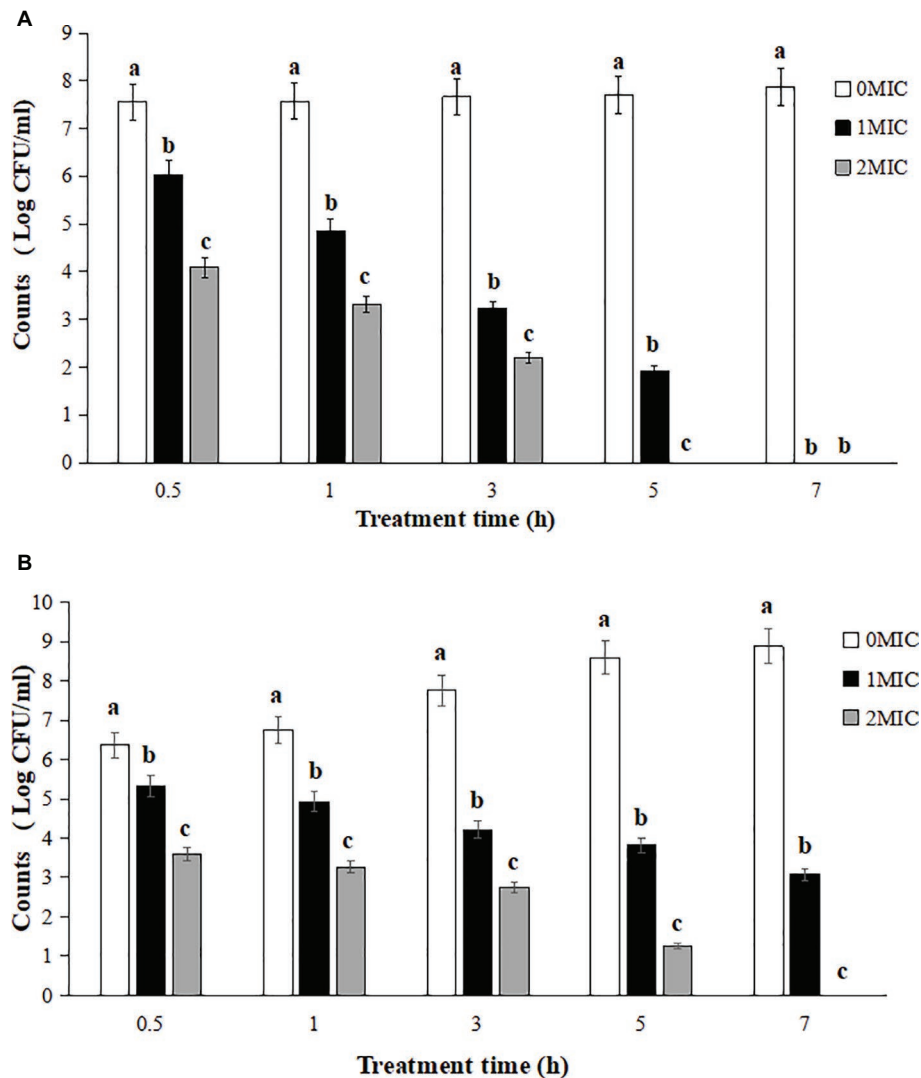 A
9
8
7
6
5
4
3
2
1
0
Counts ( Log CFU/ml)
a a a a a
b b b b b b
c c c c
0MIC
1MIC
2MIC
0.5 1 3 5 7
Treatment time (h)
B
10
9
8
7
6
5
4
3
2
1
0
Counts ( Log CFU/ml)
a a a a a
b b b b b
c c c c c
0MIC
1MIC
2MIC
0.5 1 3 5 7
Treatment time (h)